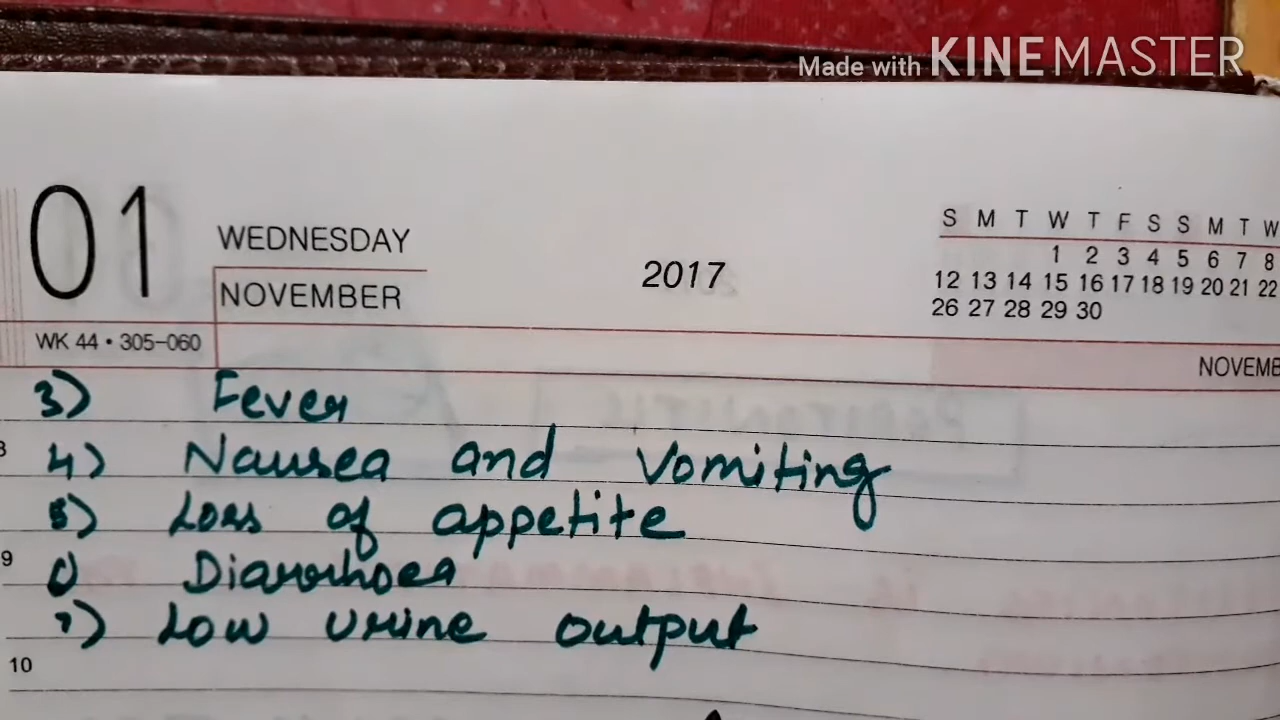 Made with KINEMASTER
01 WEDNESDAY
NOVEMBER
2017
S M T W T F S S M T W
1 2 3 4 5 6 7 8
12 13 14 15 16 17 18 19 20 21 22
26 27 28 29 30
WK 44 • 305-060
NOVEMB
3) Fever
8
4) Nausea and Vomiting
5) Loss of appetite
9
6) Diarrhoea
7) Low urine output
10